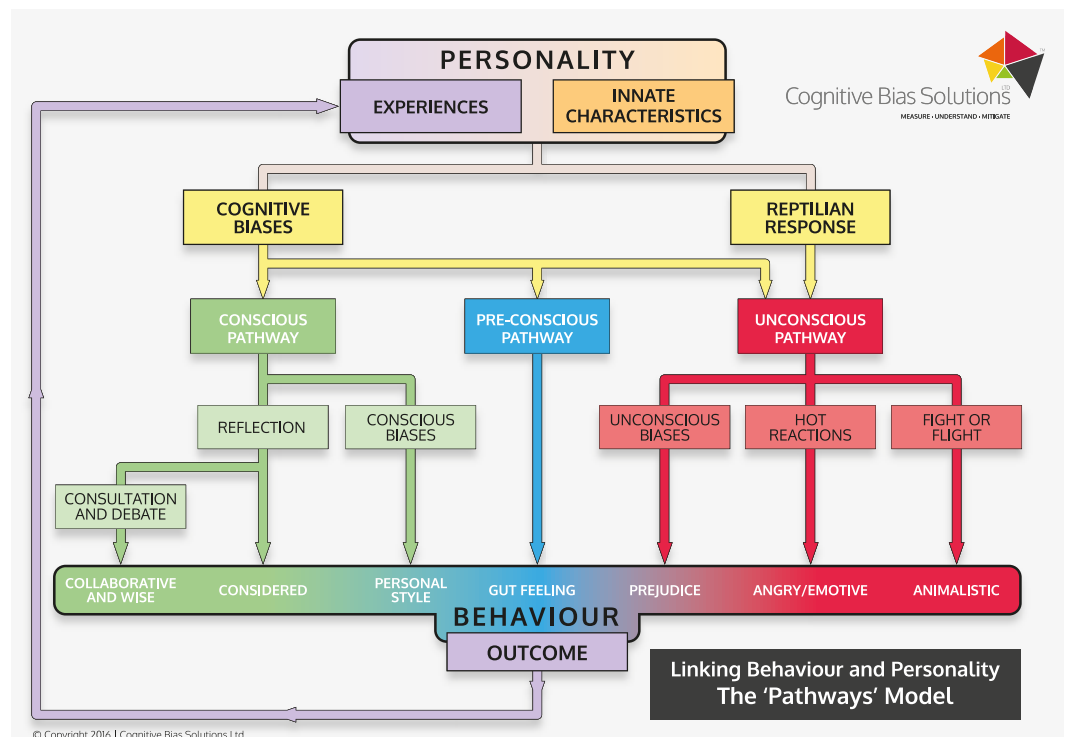 PERSONALITY
EXPERIENCES
INNATE
CHARACTERISTICS
TM
LTD
Cognitive Bias Solutions
MEASURE • UNDERSTAND • MITIGATE
COGNITIVE
BIASES
REPTILIAN
RESPONSE
CONSCIOUS
PATHWAY
PRE-CONSCIOUS
PATHWAY
UNCONSCIOUS
PATHWAY
REFLECTION
CONSCIOUS
BIASES
UNCONSCIOUS
BIASES
HOT
REACTIONS
FIGHT OR
FLIGHT
CONSULTATION
AND DEBATE
COLLABORATIVE
AND WISE
CONSIDERED
PERSONAL
STYLE
GUT FEELING
PREJUDICE
ANGRY/EMOTIVE
ANIMALISTIC
BEHAVIOUR
OUTCOME
Linking Behaviour and Personality
The ‘Pathways’ Model
© Copyright 2016 | Cognitive Bias Solutions Ltd